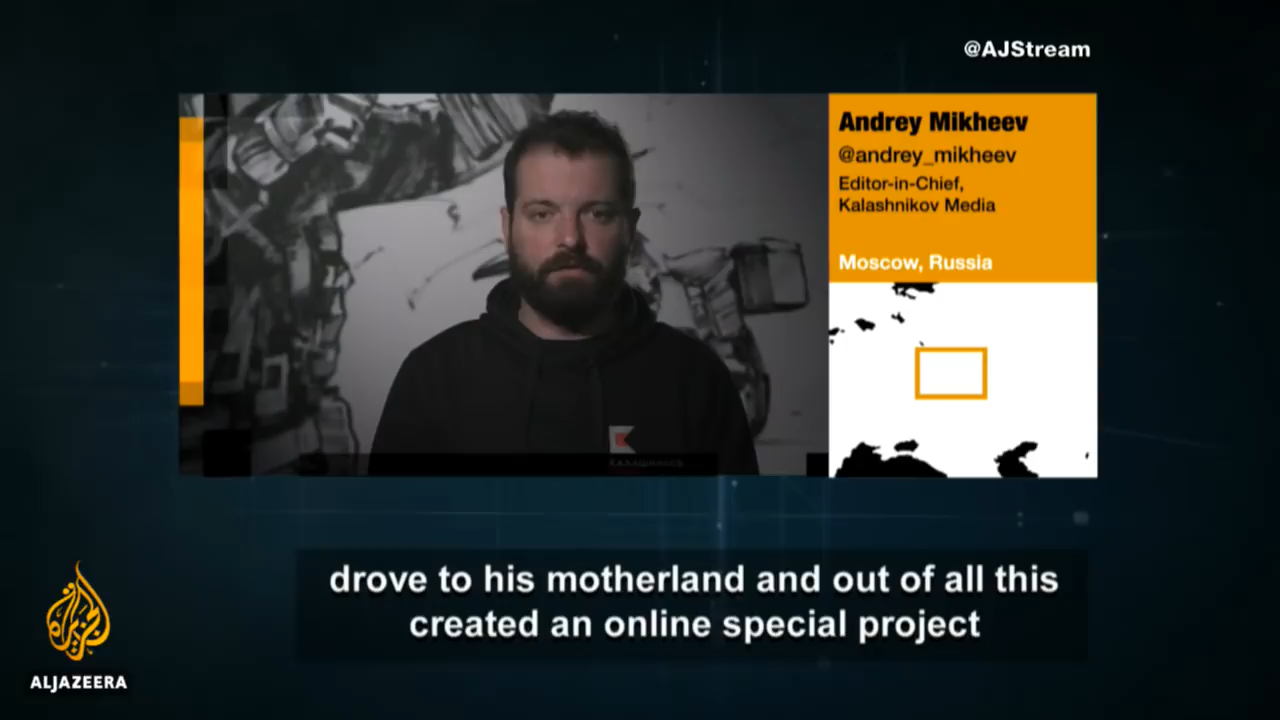 @AJStream
Andrey Mikheev
@andrey_mikheev
Editor-in-Chief,
Kalashnikov Media
Moscow, Russia
drove to his motherland and out of all this
created an online special project
ALJAZEERA